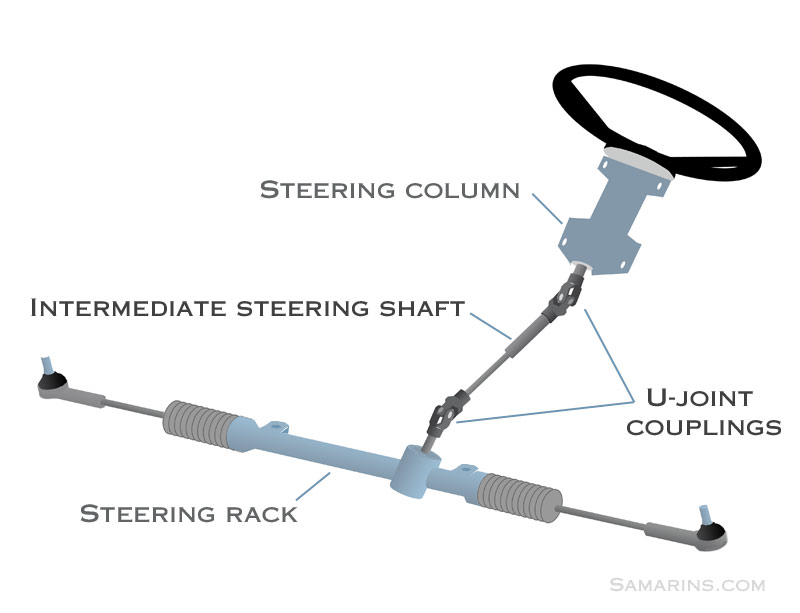 Steering column
Intermediate steering shaft
U-joint
couplings
Steering rack
Samarins.com